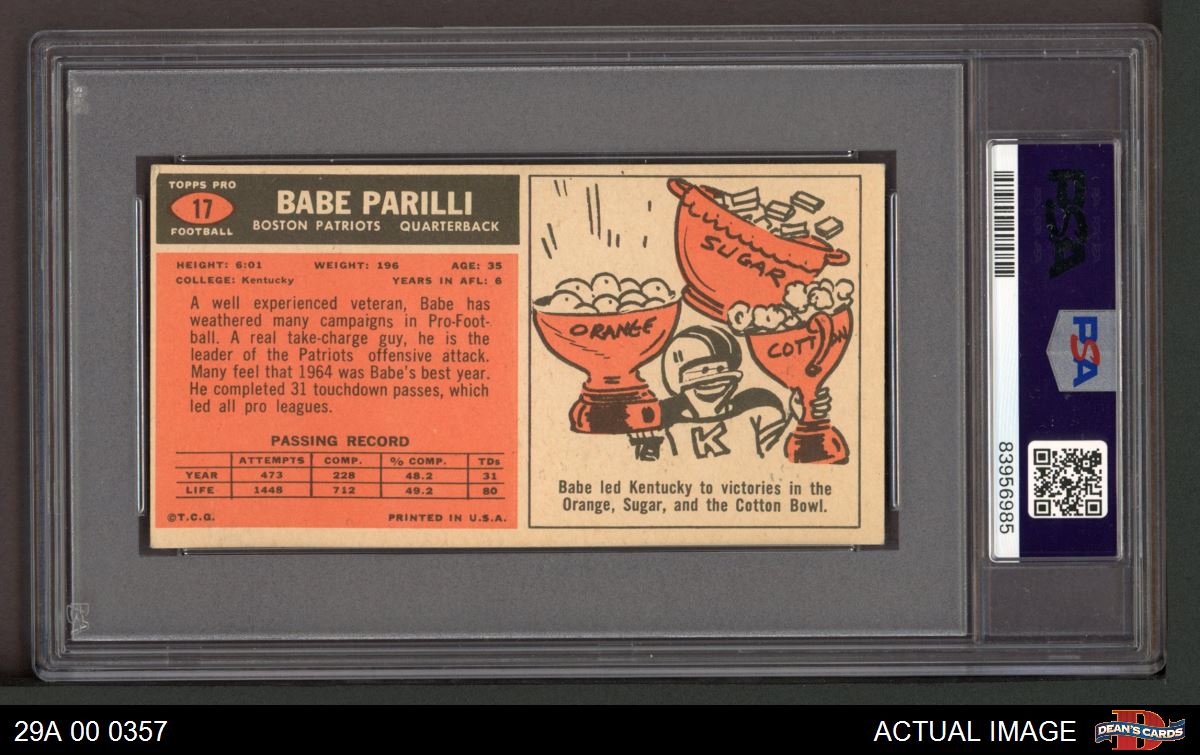 TOPPS PRO
17
FOOTBALL
BABE PARILLI
BOSTON PATRIOTS QUARTERBACK
HEIGHT: 6:01 WEIGHT: 196 AGE: 35
COLLEGE: Kentucky YEARS IN AFL: 6
A well experienced veteran, Babe has
weathered many campaigns in Pro-Foot-
ball. A real take-charge guy, he is the
leader of the Patriots offensive attack.
Many feel that 1964 was Babe's best year.
He completed 31 touchdown passes, which
led all pro leagues.
PASSING RECORD
ATTEMPTS COMP. % COMP. TDs
YEAR 473 228 48.2 31
LIFE 1448 712 49.2 80
©T.C.G. PRINTED IN U.S.A.
SUGAR
ORANGE
COTTON
K
Babe led Kentucky to victories in the
Orange, Sugar, and the Cotton Bowl.
PSA
PSA
83956985
29A 00 0357
ACTUAL IMAGE
D
DEAN'S CARDS